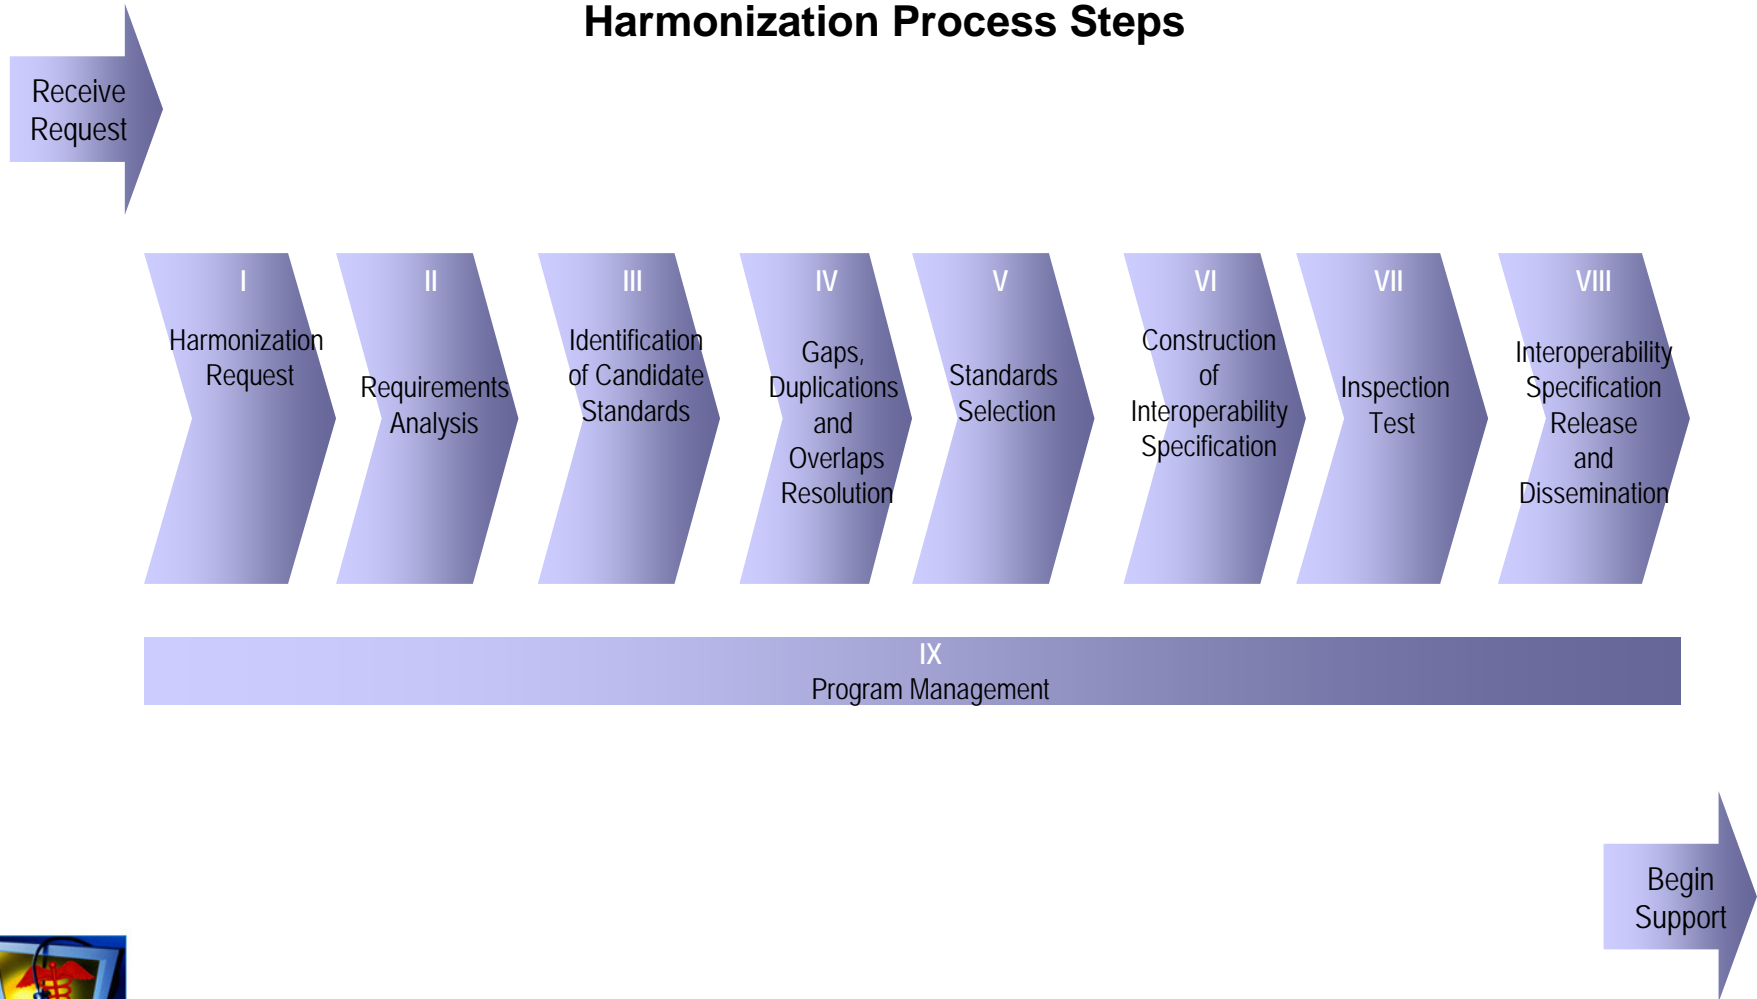 Harmonization Process Steps
Receive
Request
I
Harmonization
Request
II
Requirements
Analysis
III
Identification
of Candidate
Standards
IV
Gaps,
Duplications
and
Overlaps
Resolution
V
Standards
Selection
VI
Construction
of
Interoperability
Specification
VII
Inspection
Test
VIII
Interoperability
Specification
Release
and
Dissemination
IX
Program Management
Begin
Support